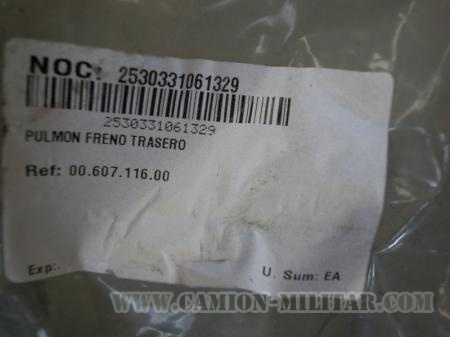 NOC: 2530331061329
2530331061329
PULMON FRENO TRASERO
Ref: 00.607.116.00
Exp:.
U. Sum: EA
WWW.CAMION-MILITAR.COM